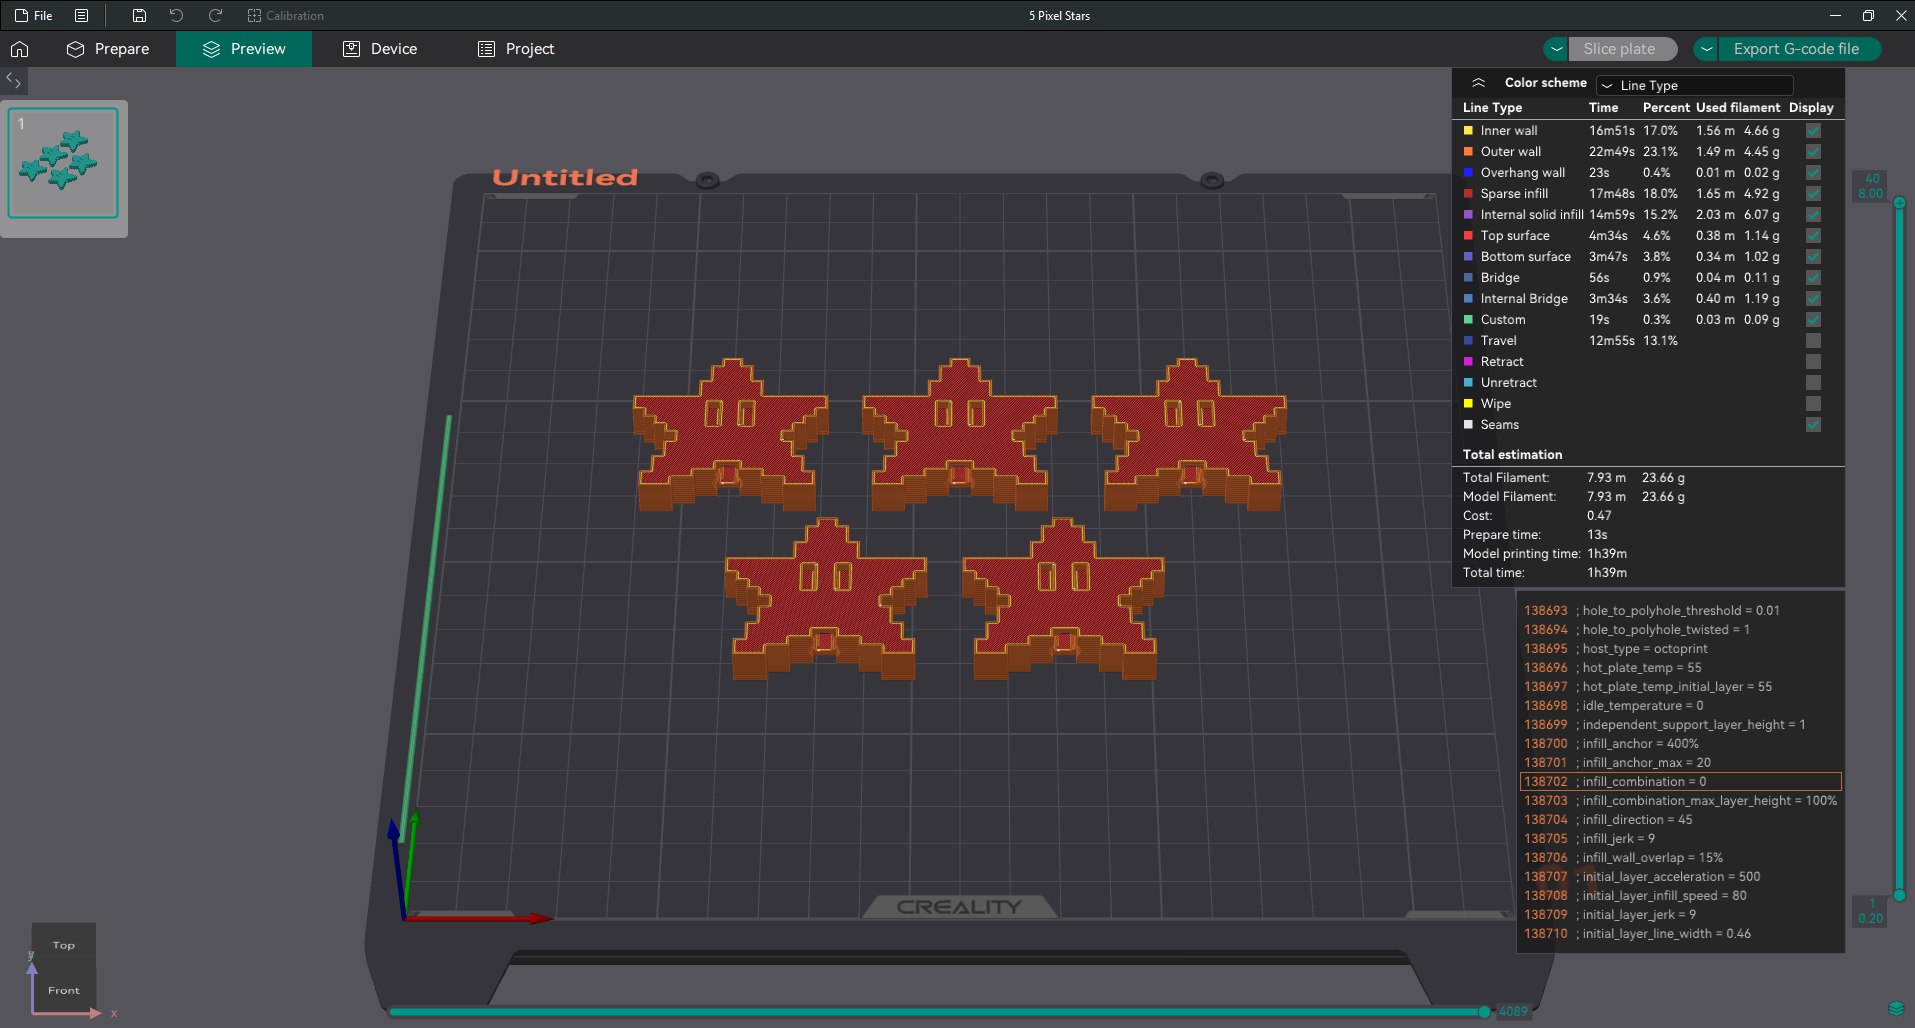 File
Calibration
5 Pixel Stars
Prepare
Preview
Device
Project
Slice plate
Export G-code file
1
Untitled
CREALITY
Color scheme Line Type
Line Type Time Percent Used filament Display
Inner wall 16m51s 17.0% 1.56 m 4.66 g
Outer wall 22m49s 23.1% 1.49 m 4.45 g
Overhang wall 23s 0.4% 0.01 m 0.02 g
Sparse infill 17m48s 18.0% 1.65 m 4.92 g
Internal solid infill 14m59s 15.2% 2.03 m 6.07 g
Top surface 4m34s 4.6% 0.38 m 1.14 g
Bottom surface 3m47s 3.8% 0.34 m 1.02 g
Bridge 56s 0.9% 0.04 m 0.11 g
Internal Bridge 3m34s 3.6% 0.40 m 1.19 g
Custom 19s 0.3% 0.03 m 0.09 g
Travel 12m55s 13.1%
Retract
Unretract
Wipe
Seams
Total estimation
Total Filament: 7.93 m 23.66 g
Model Filament: 7.93 m 23.66 g
Cost: 0.47
Prepare time: 13s
Model printing time: 1h39m
Total time: 1h39m
138693 ; hole_to_polyhole_threshold = 0.01
138694 ; hole_to_polyhole_twisted = 1
138695 ; host_type = octoprint
138696 ; hot_plate_temp = 55
138697 ; hot_plate_temp_initial_layer = 55
138698 ; idle_temperature = 0
138699 ; independent_support_layer_height = 1
138700 ; infill_anchor = 400%
138701 ; infill_anchor_max = 20
138702 ; infill_combination = 0
138703 ; infill_combination_max_layer_height = 100%
138704 ; infill_direction = 45
138705 ; infill_jerk = 9
138706 ; infill_wall_overlap = 15%
138707 ; initial_layer_acceleration = 500
138708 ; initial_layer_infill_speed = 80
138709 ; initial_layer_jerk = 9
138710 ; initial_layer_line_width = 0.46
40
8.00
1
0.20
4089
Top
Front
y
x